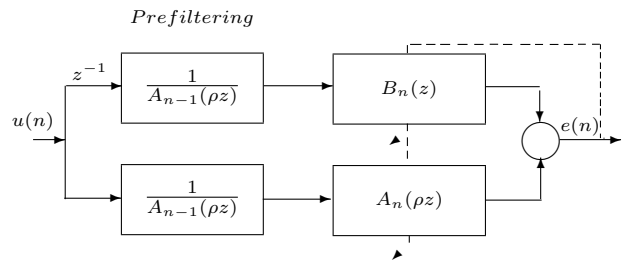 Prefiltering
z⁻¹
1
A_{n−1}(ρz)
B_n(z)
u(n)
e(n)
1
A_{n−1}(ρz)
A_n(ρz)